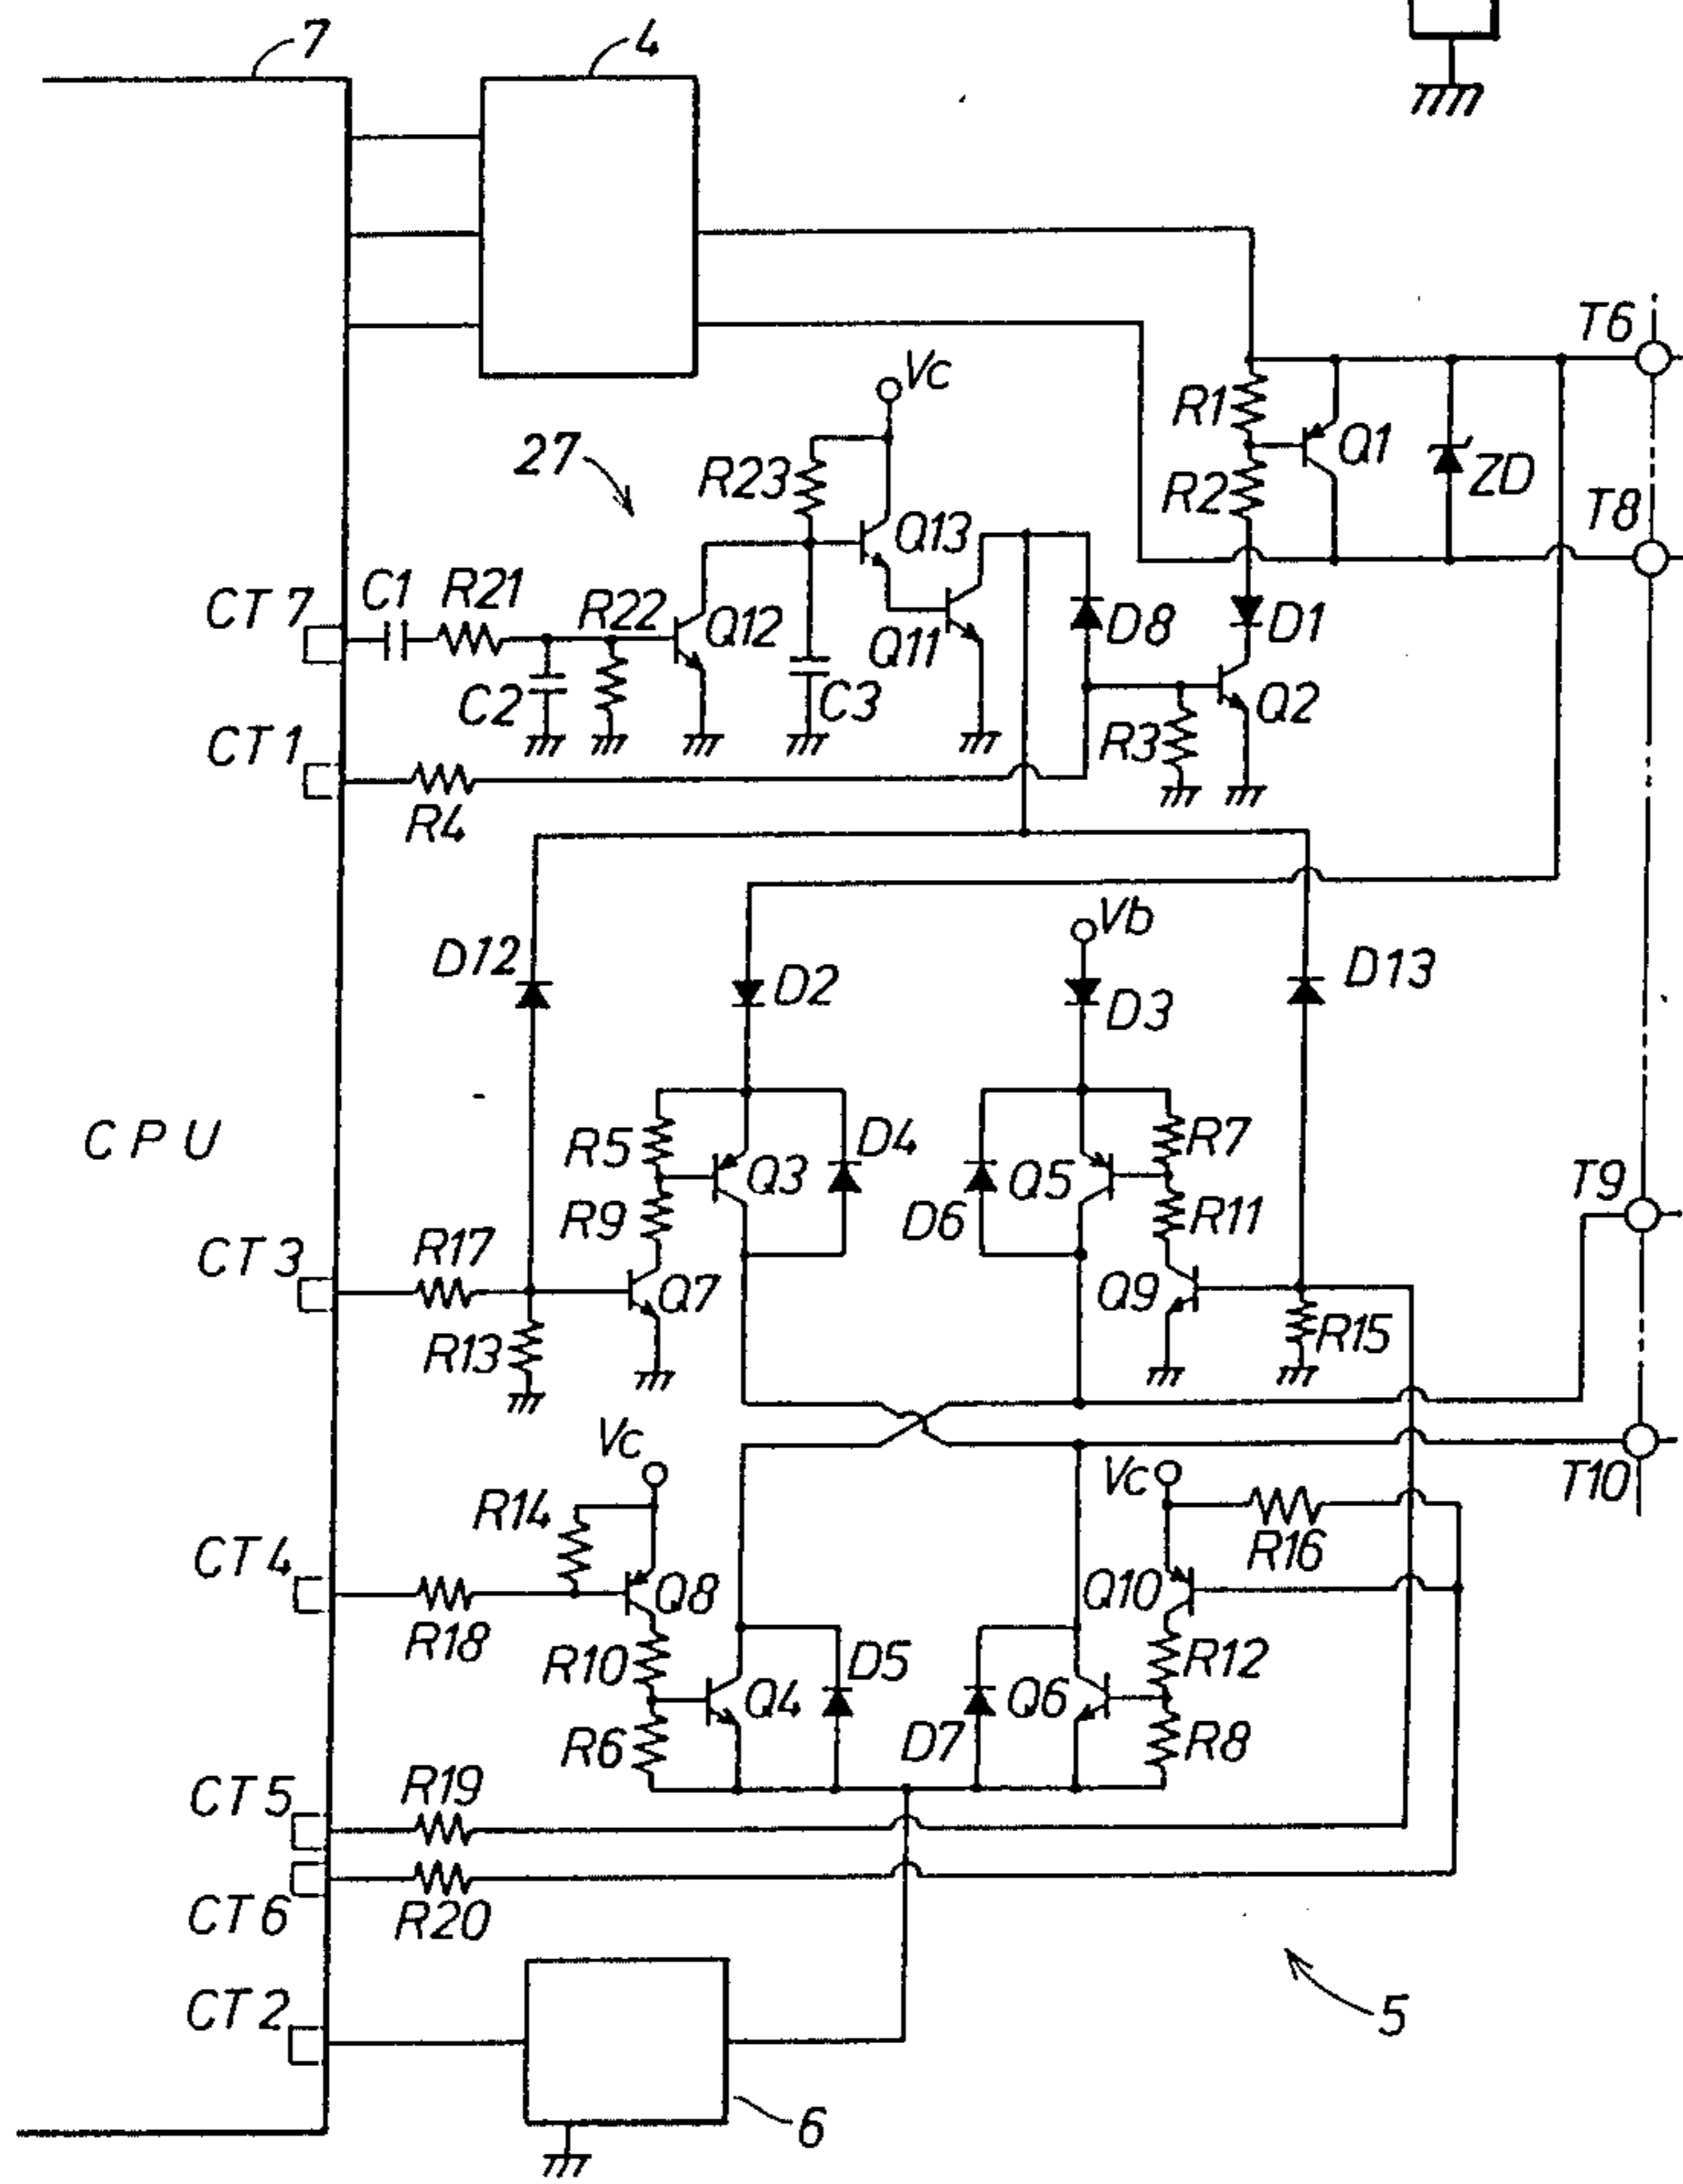 7
4
T6
Vc
R1
Q1
27
R23
R2
ZD
T8
Q13
CT7
C1
R21
R22
Q12
Q11
D8
D1
C2
C3
Q2
CT1
R3
R4
Vb
D12
D2
D3
D13
CPU
R5
Q3
D4
Q5
R7
T9
R9
D6
R11
CT3
R17
Q7
Q9
R13
R15
Vc
Vc
T10
R14
R16
CT4
Q8
Q10
R18
R10
D5
R12
Q4
Q6
R6
D7
R8
CT5
R19
CT6
R20
CT2
5
6